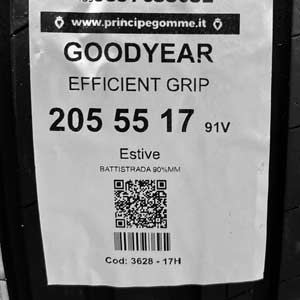 www.principegomme.it
GOODYEAR
EFFICIENT GRIP
205 55 17 91V
Estive
BATTISTRADA 90%MM
Cod: 3628 - 17H